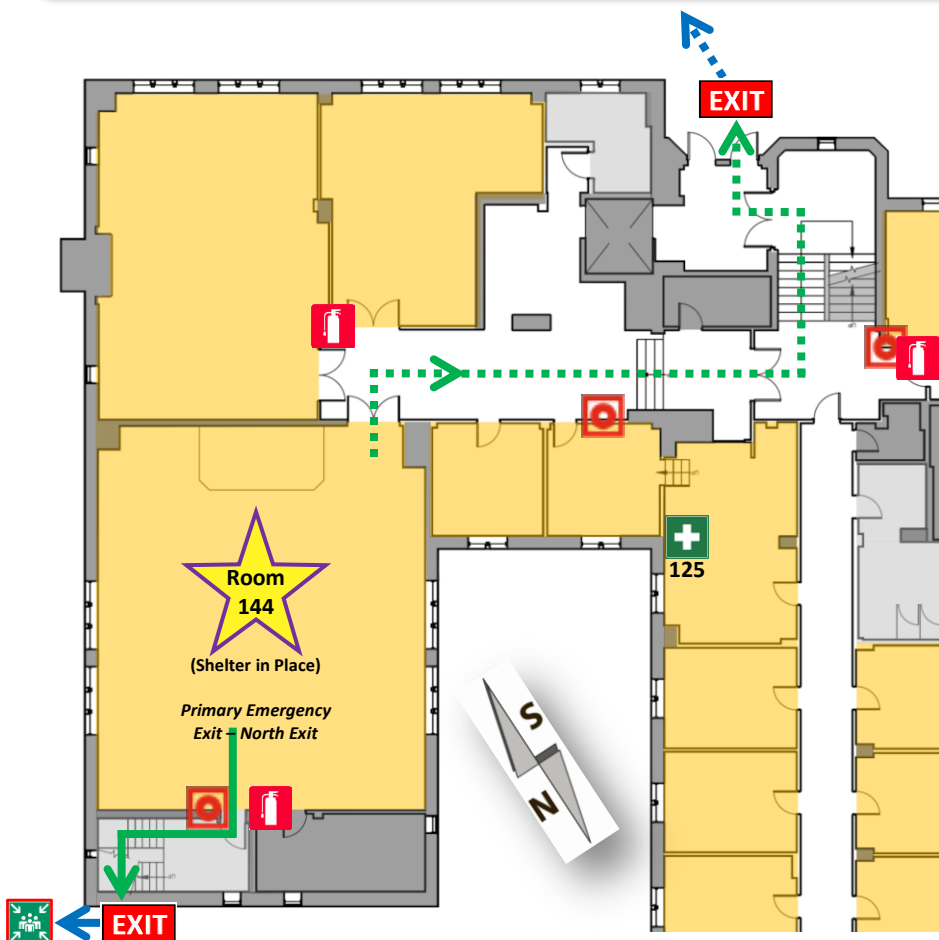 EXIT
125
Room
144
(Shelter in Place)
Primary Emergency
Exit – North Exit
S
N
EXIT